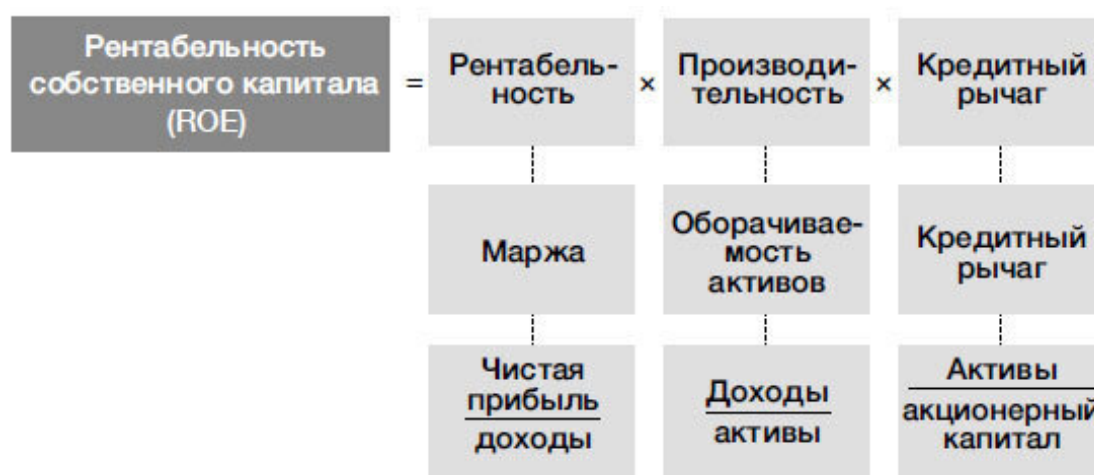 Рентабельность
собственного капитала
(ROE)
=
Рентабель-
ность
×
Производи-
тельность
×
Кредитный
рычаг
Маржа
Оборачивае-
мость
активов
Кредитный
рычаг
Чистая
прибыль
доходы
Доходы
активы
Активы
акционерный
капитал